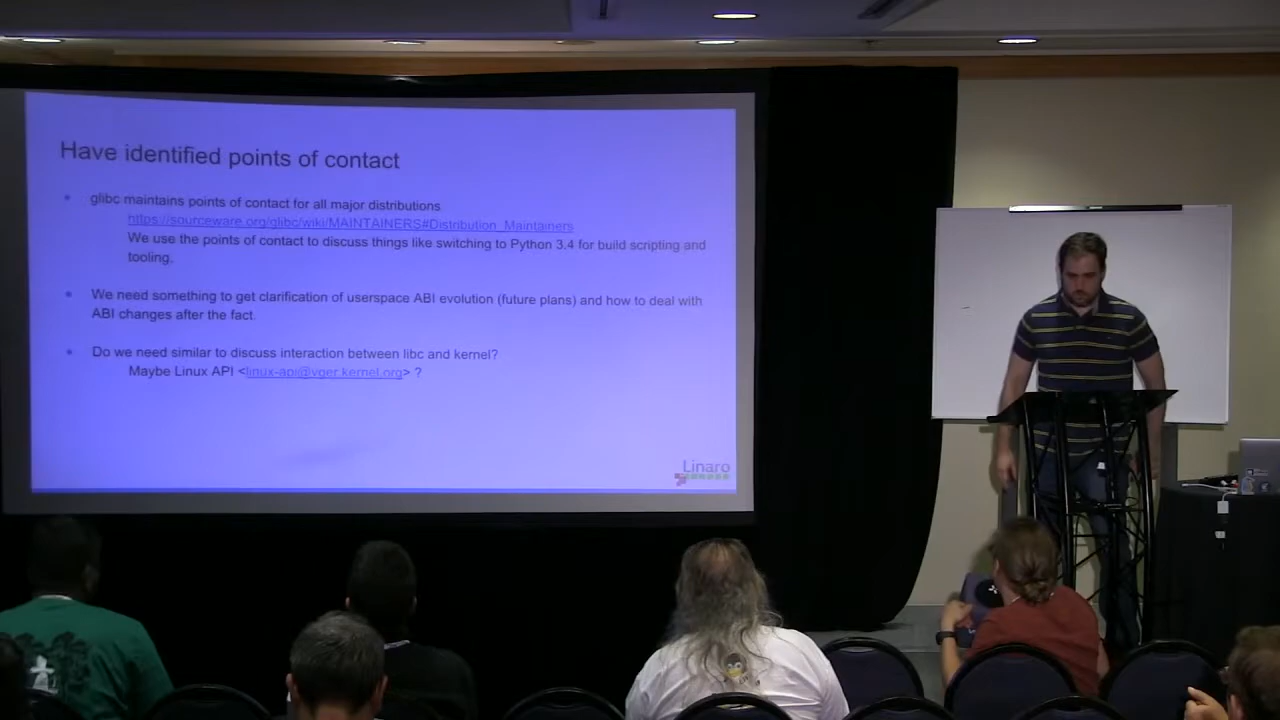 Have identified points of contact
• glibc maintains points of contact for all major distributions
https://sourceware.org/glibc/wiki/MAINTAINERS#Distribution_Maintainers
We use the points of contact to discuss things like switching to Python 3.4 for build scripting and
tooling.
• We need something to get clarification of userspace ABI evolution (future plans) and how to deal with
ABI changes after the fact.
• Do we need similar to discuss interaction between libc and kernel?
Maybe Linux API <linux-api@vger.kernel.org> ?
Linaro